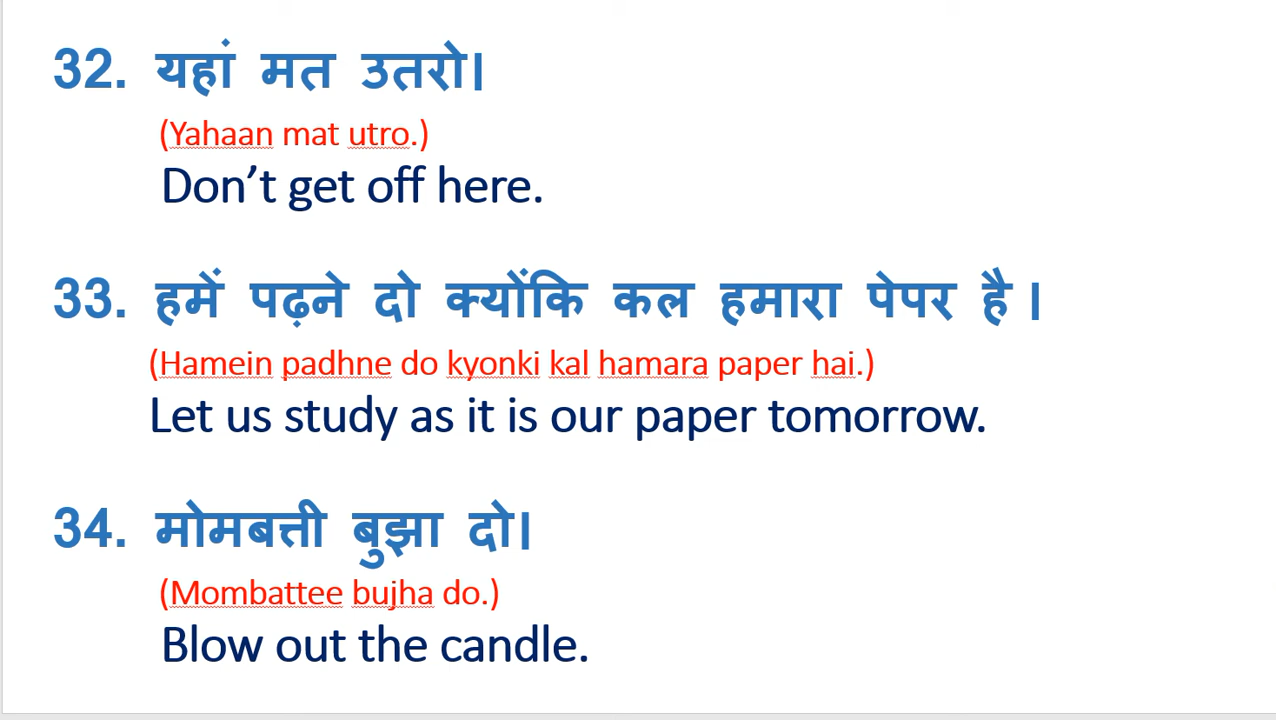 32. यहां मत उतरो।
(Yahaan mat utro.)
Don't get off here.
33. हमें पढ़ने दो क्योंकि कल हमारा पेपर है ।
(Hamein padhne do kyonki kal hamara paper hai.)
Let us study as it is our paper tomorrow.
34. मोमबत्ती बुझा दो।
(Mombattee bujha do.)
Blow out the candle.